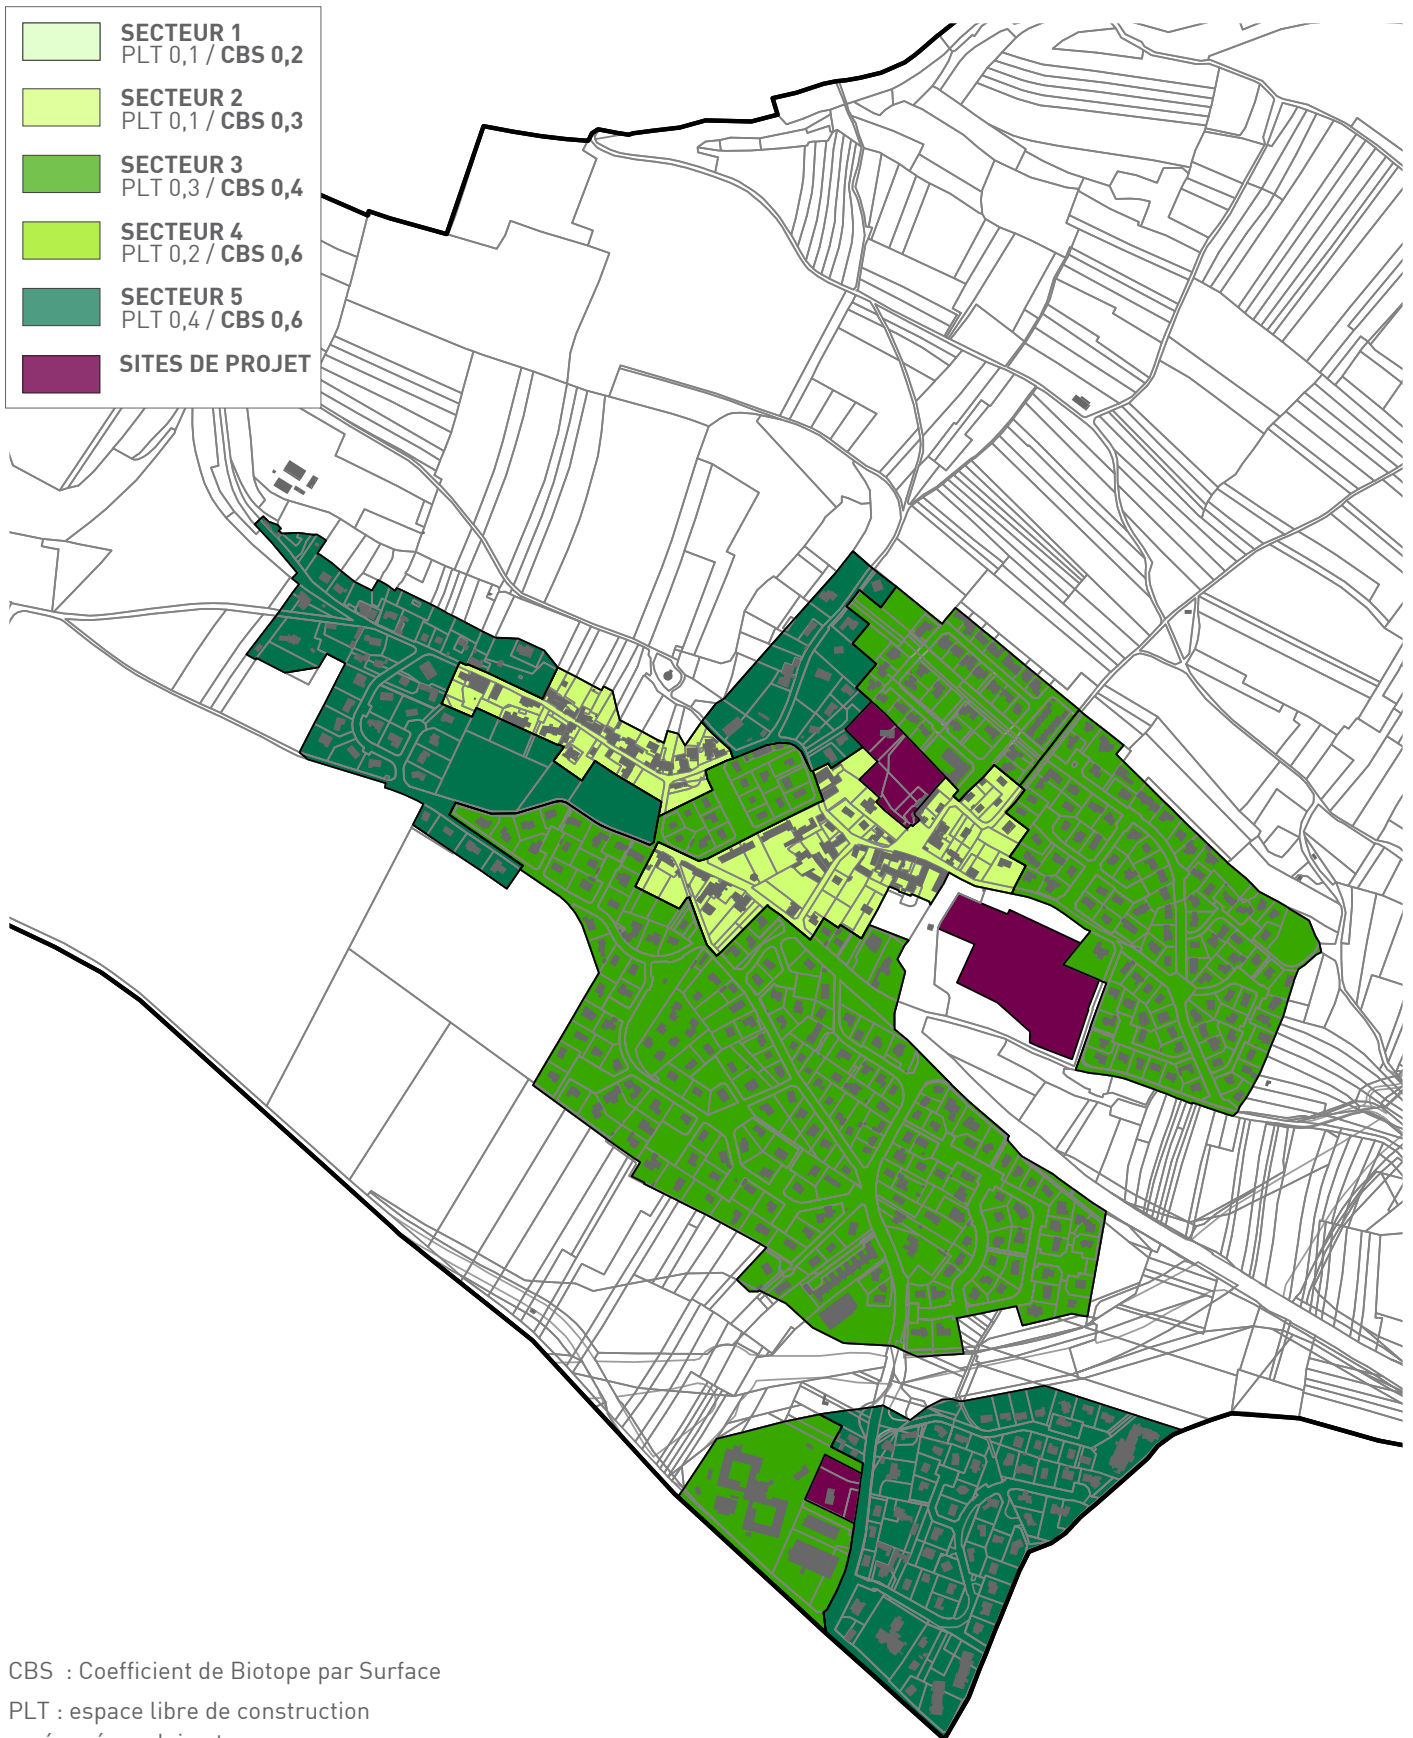 SECTEUR 1
PLT 0,1 / CBS 0,2
SECTEUR 2
PLT 0,1 / CBS 0,3
SECTEUR 3
PLT 0,3 / CBS 0,4
SECTEUR 4
PLT 0,2 / CBS 0,6
SECTEUR 5
PLT 0,4 / CBS 0,6
SITES DE PROJET
CBS : Coefficient de Biotope par Surface
PLT : espace libre de construction